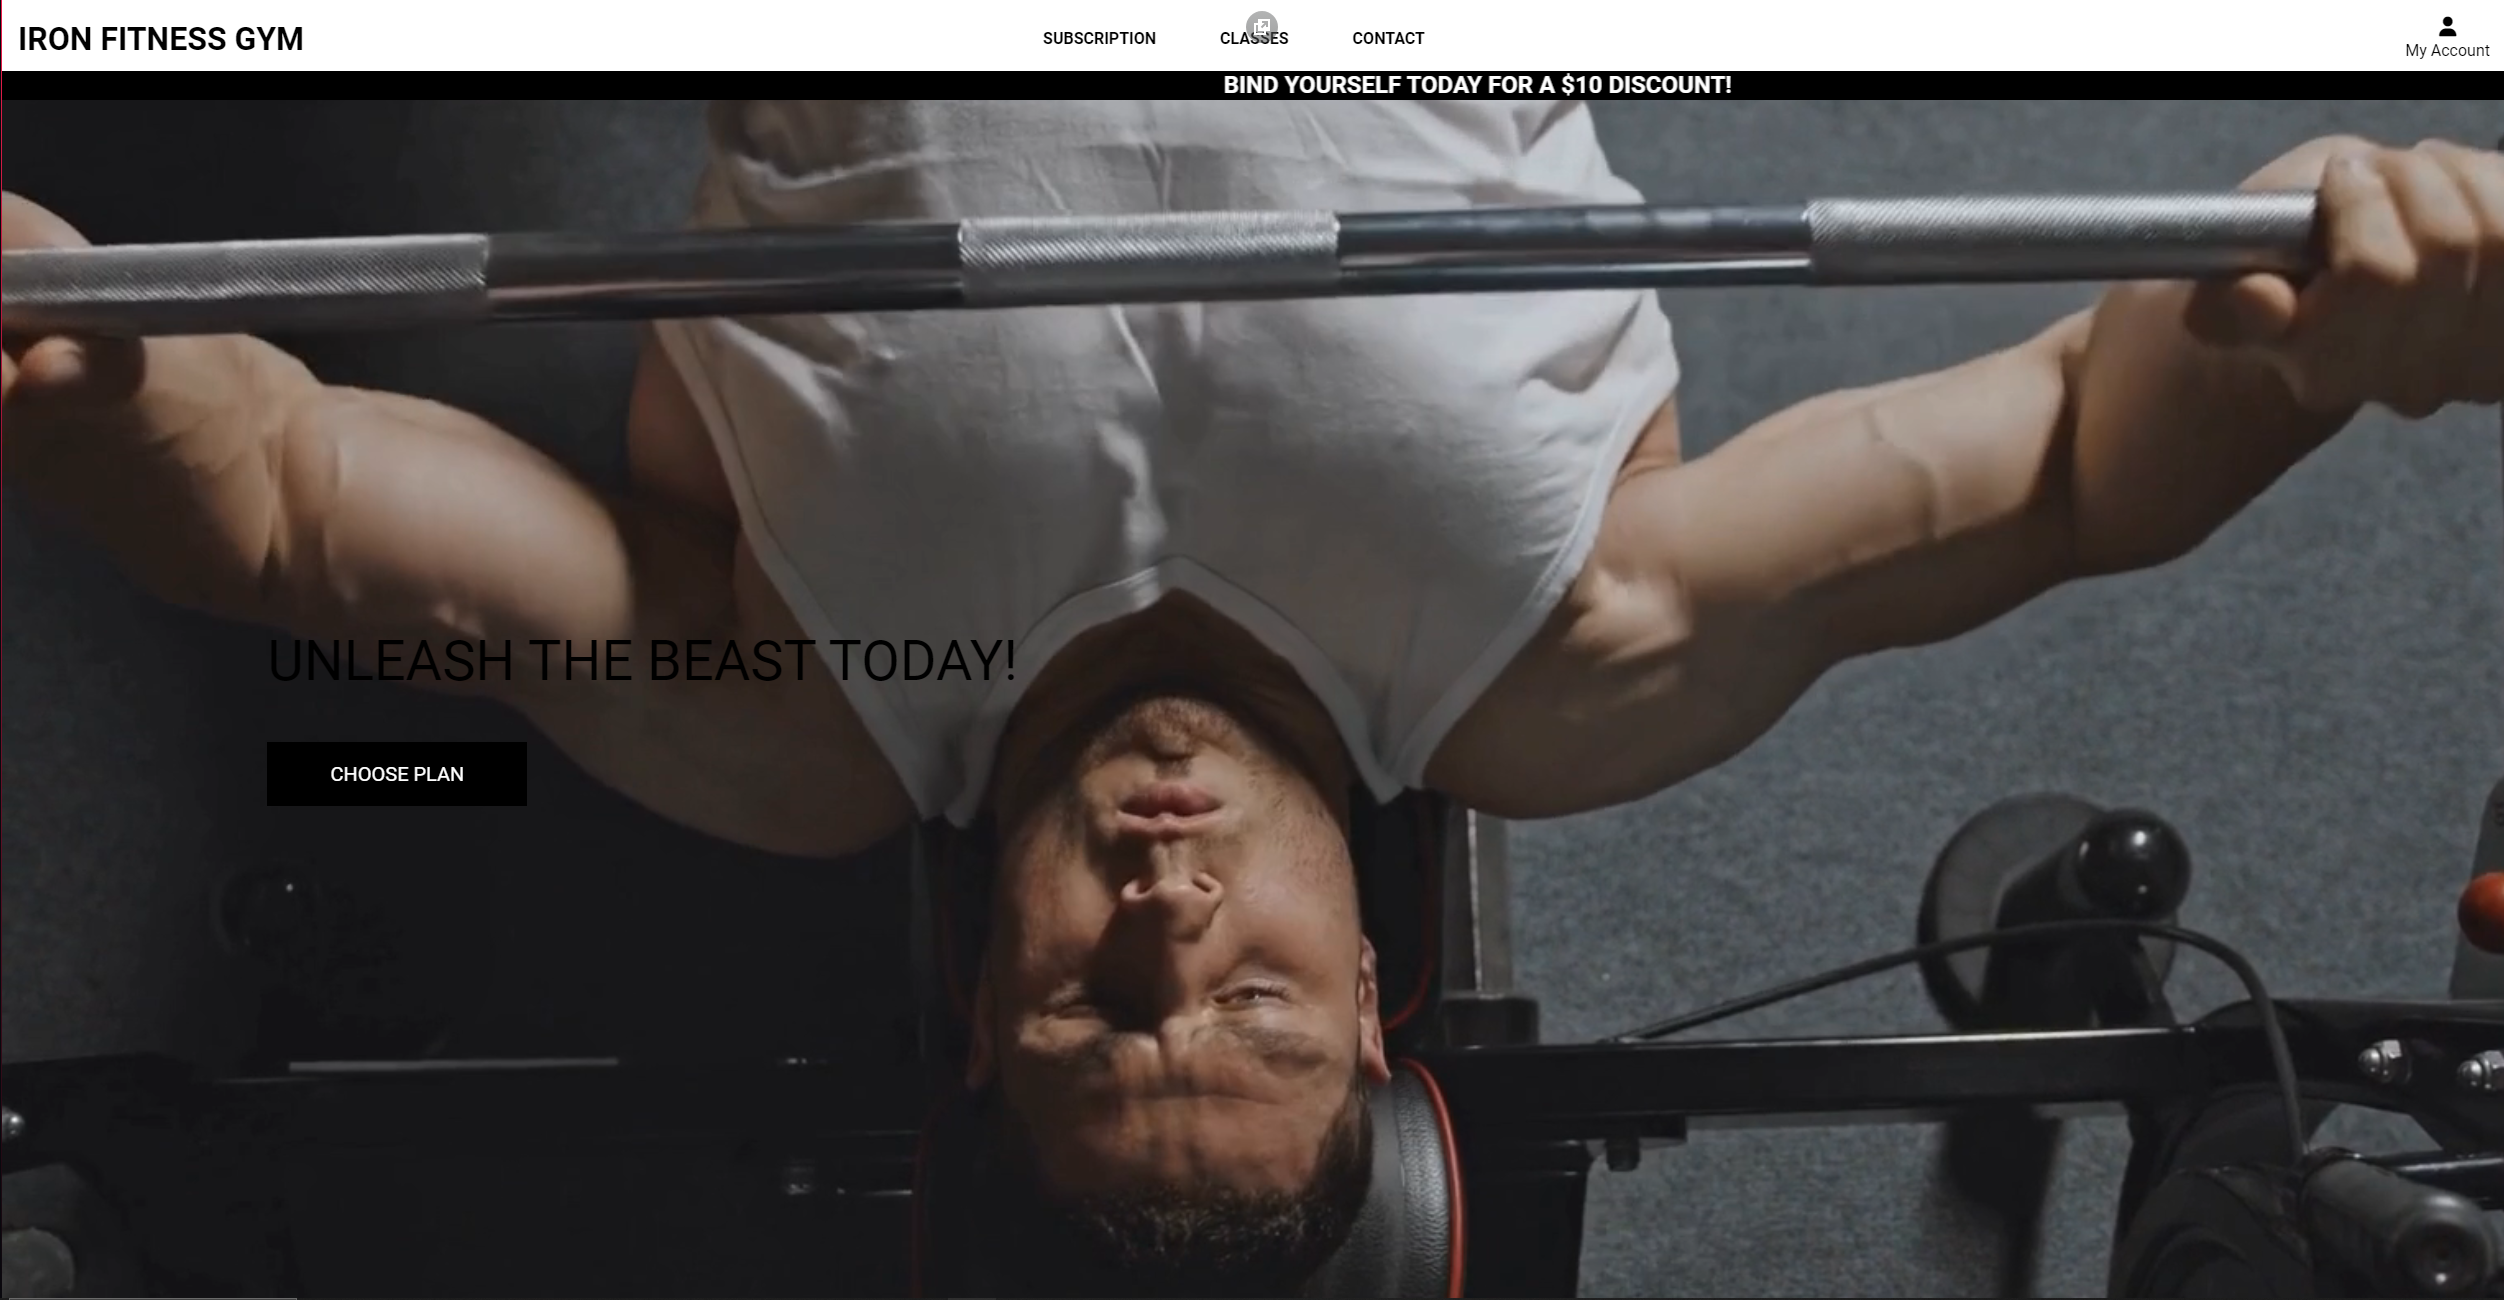 IRON FITNESS GYM
SUBSCRIPTION CLASSES CONTACT
My Account
BIND YOURSELF TODAY FOR A $10 DISCOUNT!
UNLEASH THE BEAST TODAY!
CHOOSE PLAN